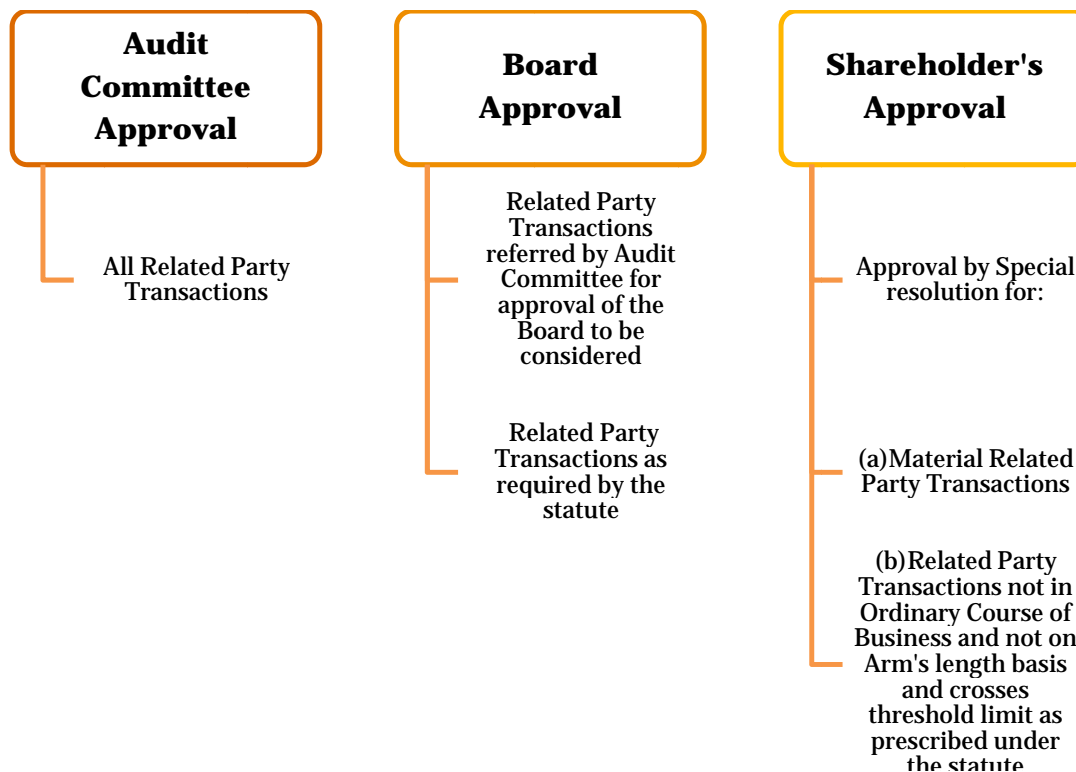 Audit
Committee
Approval
All Related Party
Transactions
Board
Approval
Related Party
Transactions
referred by Audit
Committee for
approval of the
Board to be
considered
Related Party
Transactions as
required by the
statute
Shareholder's
Approval
Approval by Special
resolution for:
(a)Material Related
Party Transactions
(b)Related Party
Transactions not in
Ordinary Course of
Business and not on
Arm's length basis
and crosses
threshold limit as
prescribed under
the statute